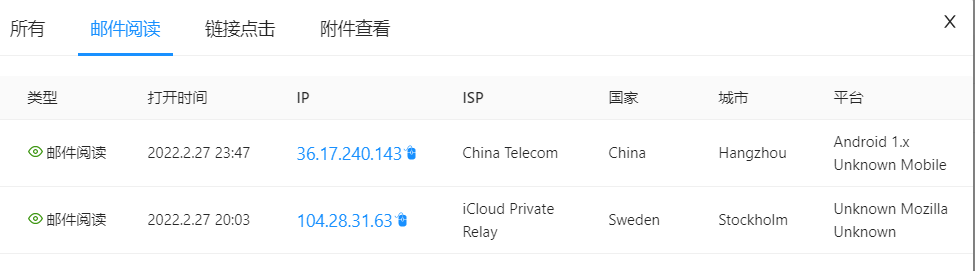 所有 邮件阅读 链接点击 附件查看 X
类型 打开时间 IP ISP 国家 城市 平台
邮件阅读 2022.2.27 23:47 36.17.240.143 China Telecom China Hangzhou Android 1.x
Unknown Mobile
邮件阅读 2022.2.27 20:03 104.28.31.63 iCloud Private Sweden Stockholm Unknown Mozilla
Relay Unknown